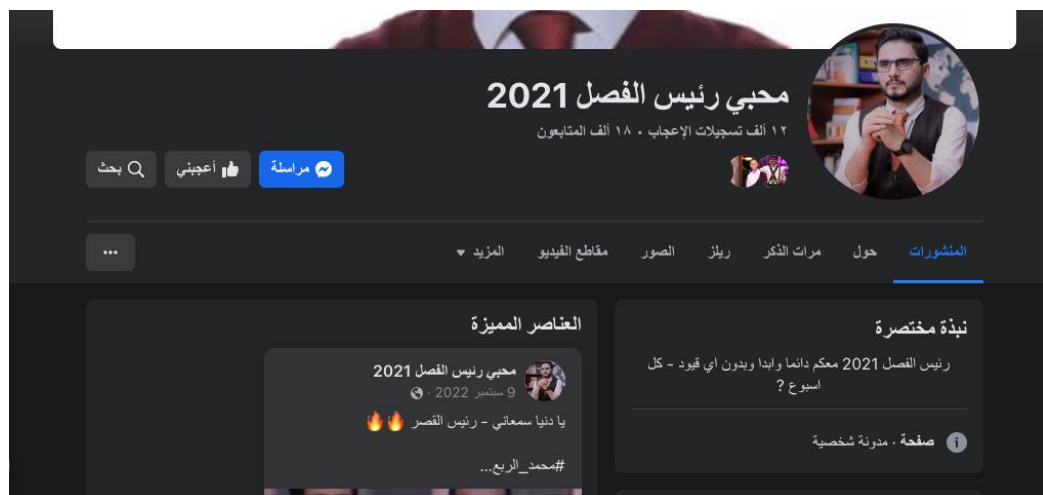 محبي رئيس الفصل 2021
١٢ ألف تسجيلات الإعجاب · ١٨ ألف المتابعون
مراسلة
أعجبني
بحث
المنشورات
حول
مرات الذكر
ريلز
الصور
مقاطع الفيديو
المزيد
نبذة مختصرة
رئيس الفصل 2021 معكم دائما وابدا وبدون اي قيود - كل
اسبوع ?
صفحة · مدونة شخصية
العناصر المميزة
محبي رئيس الفصل 2021
9 سبتمبر 2022 ·
يا دنيا سمعاني - رئيس القصر 🔥🔥
#محمد_الربع...